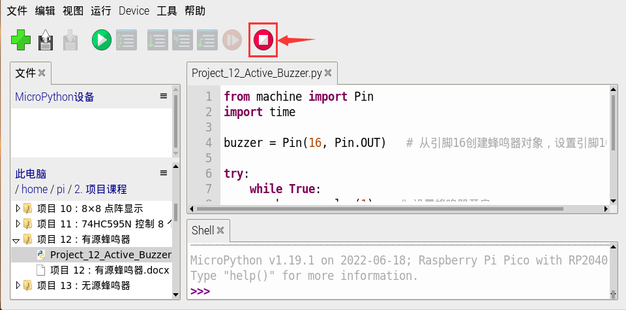 文件 编辑 视图 运行 Device 工具 帮助
文件
MicroPython设备
此电脑
/ home / pi / 2. 项目课程
项目 10：8×8 点阵显示
项目 11：74HC595N 控制 8
项目 12：有源蜂鸣器
Project_12_Active_Buzzer
项目 12：有源蜂鸣器.docx
项目 13：无源蜂鸣器
Project_12_Active_Buzzer.py
1 from machine import Pin
2 import time
3
4 buzzer = Pin(16, Pin.OUT) # 从引脚16创建蜂鸣器对象，设置引脚1
5
6 try:
7 while True:
Shell
MicroPython v1.19.1 on 2022-06-18; Raspberry Pi Pico with RP2040
Type "help()" for more information.
>>>